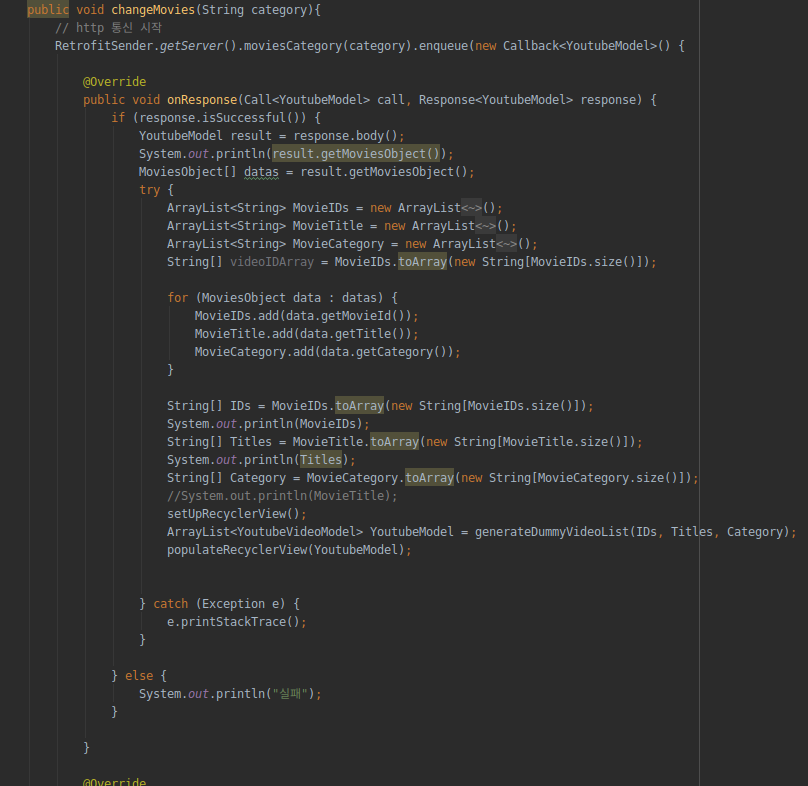 public void changeMovies(String category){
// http 통신 시작
RetrofitSender.getServer().moviesCategory(category).enqueue(new Callback<YoutubeModel>() {
@Override
public void onResponse(Call<YoutubeModel> call, Response<YoutubeModel> response) {
if (response.isSuccessful()) {
YoutubeModel result = response.body();
System.out.println(result.getMoviesObject());
MoviesObject[] datas = result.getMoviesObject();
try {
ArrayList<String> MovieIDs = new ArrayList<~>();
ArrayList<String> MovieTitle = new ArrayList<~>();
ArrayList<String> MovieCategory = new ArrayList<~>();
String[] videoIDArray = MovieIDs.toArray(new String[MovieIDs.size()]);
for (MoviesObject data : datas) {
MovieIDs.add(data.getMovieId());
MovieTitle.add(data.getTitle());
MovieCategory.add(data.getCategory());
}
String[] IDs = MovieIDs.toArray(new String[MovieIDs.size()]);
System.out.println(MovieIDs);
String[] Titles = MovieTitle.toArray(new String[MovieTitle.size()]);
System.out.println(Titles);
String[] Category = MovieCategory.toArray(new String[MovieCategory.size()]);
//System.out.println(MovieTitle);
setUpRecyclerView();
ArrayList<YoutubeVideoModel> YoutubeModel = generateDummyVideoList(IDs, Titles, Category);
populateRecyclerView(YoutubeModel);
} catch (Exception e) {
e.printStackTrace();
}
} else {
System.out.println("실패");
}
}
@Override